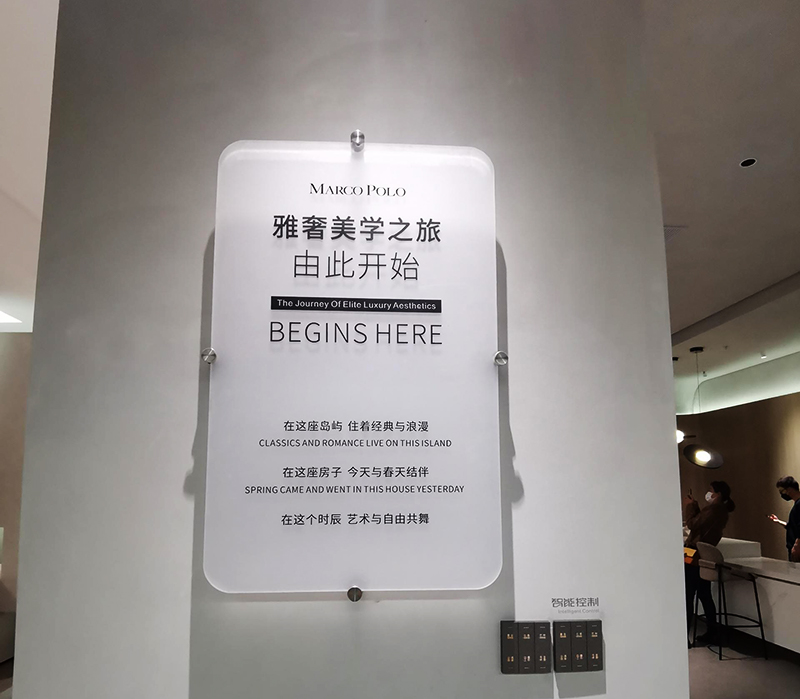 MARCO POLO
雅奢美学之旅
由此开始
The Journey Of Elite Luxury Aesthetics
BEGINS HERE
在这座岛屿 住着经典与浪漫
CLASSICS AND ROMANCE LIVE ON THIS ISLAND
在这座房子 今天与春天结伴
SPRING CAME AND WENT IN THIS HOUSE YESTERDAY
在这个时辰 艺术与自由共舞
智能控制
Intelligent Control